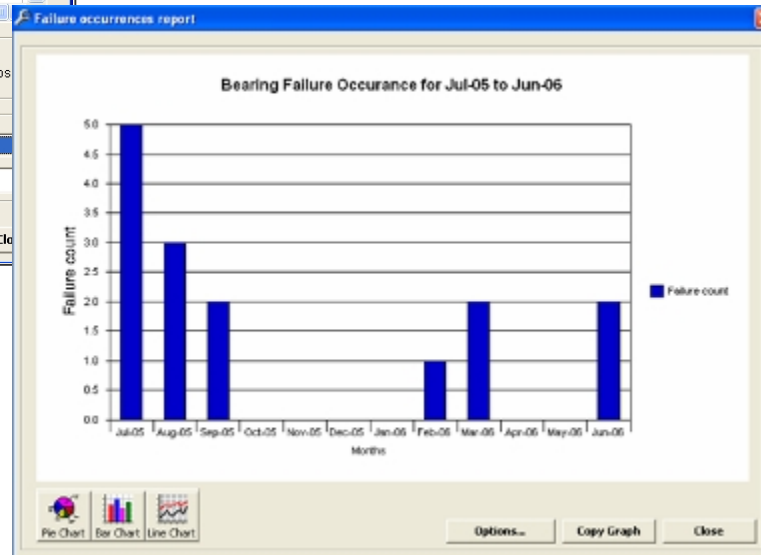 Failure occurrences report
os
Clo
Bearing Failure Occurance for Jul-05 to Jun-06
Failure count
5.0
4.5
4.0
3.5
3.0
2.5
2.0
1.5
1.0
0.5
0.0
Jul-05 Aug-05 Sep-05 Oct-05 Nov-05 Dec-05 Jan-06 Feb-06 Mar-06 Apr-06 May-06 Jun-06
Months
Failure count
Pie Chart Bar Chart Line Chart
Options... Copy Graph Close